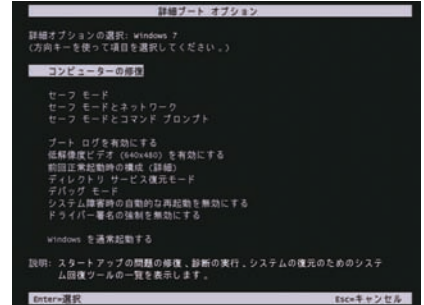 詳細ブート オプション
詳細オプションの選択: Windows 7
(方向キーを使って項目を選択してください。)
コンピューターの修復
セーフ モード
セーフ モードとネットワーク
セーフ モードとコマンド プロンプト
ブート ログを有効にする
低解像度ビデオ (640x480) を有効にする
前回正常起動時の構成 (詳細)
ディレクトリ サービス復元モード
デバッグ モード
システム障害時の自動的な再起動を無効にする
ドライバー署名の強制を無効にする
Windows を通常起動する
説明: スタートアップの問題の修復、診断の実行、システムの復元のためのシステ
ム回復ツールの一覧を表示します。
Enter=選択 Esc=キャンセル